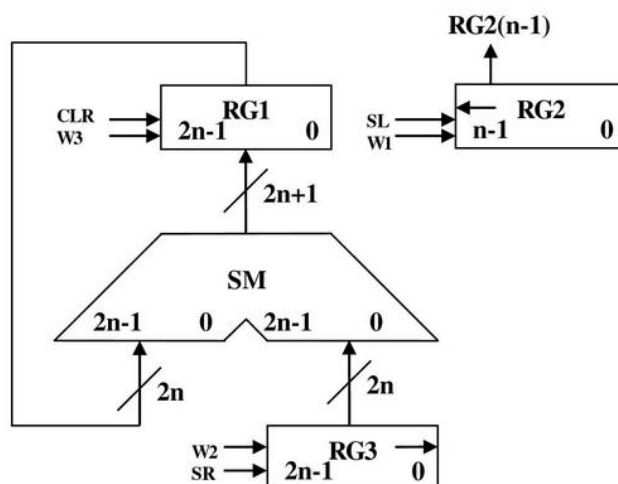 RG2(n-1)
CLR
W3
RG1
2n-1 0
SL
W1
RG2
n-1 0
2n+1
SM
2n-1 0 2n-1 0
2n
2n
W2
SR
RG3
2n-1 0